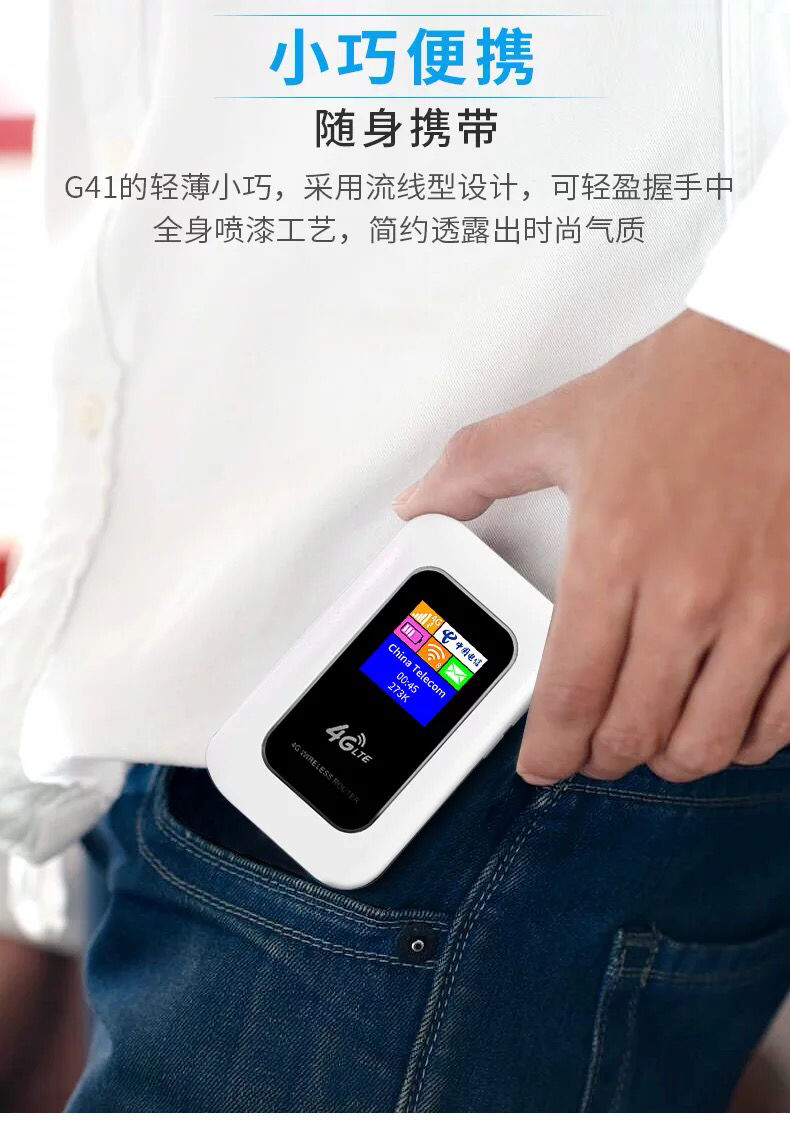 小巧便携
随身携带
G41的轻薄小巧，采用流线型设计，可轻盈握手中
全身喷漆工艺，简约透露出时尚气质
4G
中国电信
8
China Telecom
00:45
273K
4G LTE
4G WIRELESS ROUTER